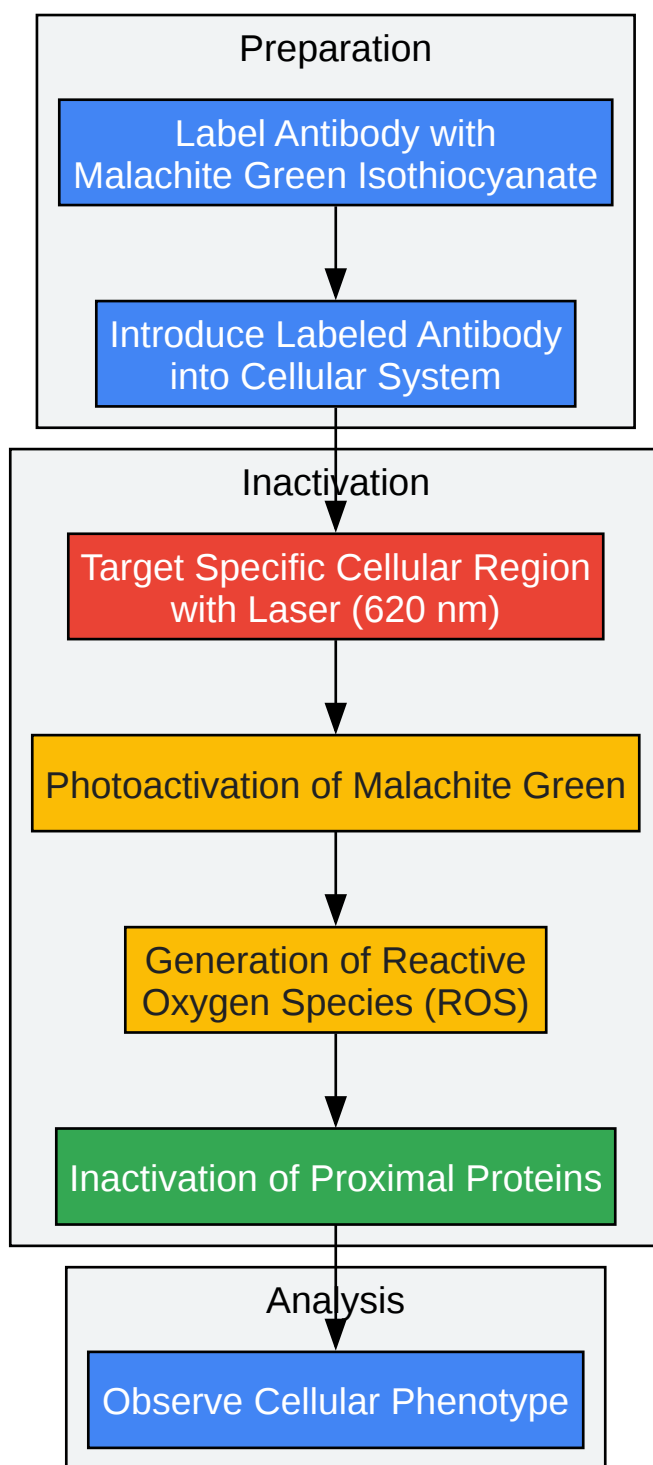 Preparation
Label Antibody with
Malachite Green Isothiocyanate
Introduce Labeled Antibody
into Cellular System
Inactivation
Target Specific Cellular Region
with Laser (620 nm)
Photoactivation of Malachite Green
Generation of Reactive
Oxygen Species (ROS)
Inactivation of Proximal Proteins
Analysis
Observe Cellular Phenotype